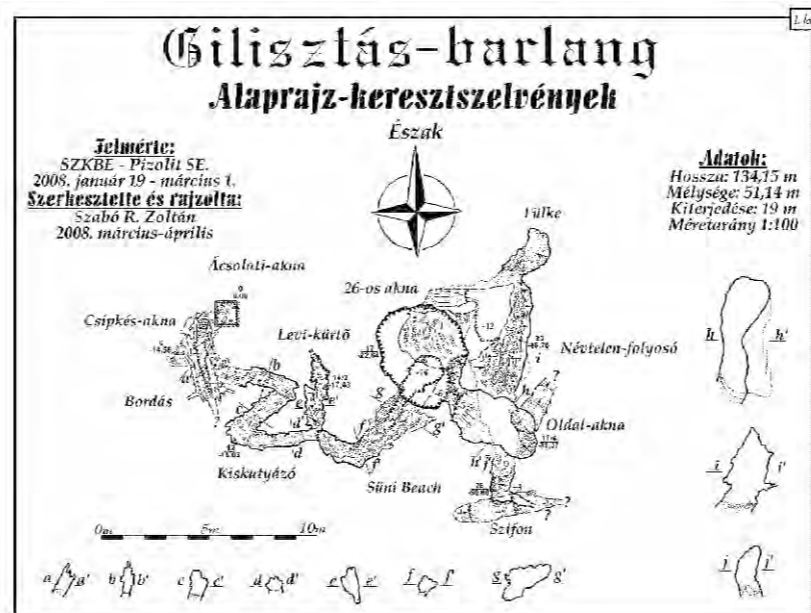 Gilisztás-barlang
Alaprajz-keresztszelvények
Észak
Felmérte:
SZKBE - Pizolit SE.
2008. január 19 - március 1.
Szerkesztette és rajzolta:
Szabó R. Zoltán
2008. március-április
Adatok:
Hossza: 134,15 m
Mélysége: 51,14 m
Kiterjedése: 19 m
Méretarány 1:100
Fülke
Ácsolati-akna
26-os akna
Csipkés-akna
Levi-kürtő
Névtelen-folyosó
Bordás
Oldal-akna
Kiskutyázó
Süni Beach
Szifon
0m 5m 10m
a a' b b' c c' d d' e e' f f' g g'
h h'
i i'
j j'